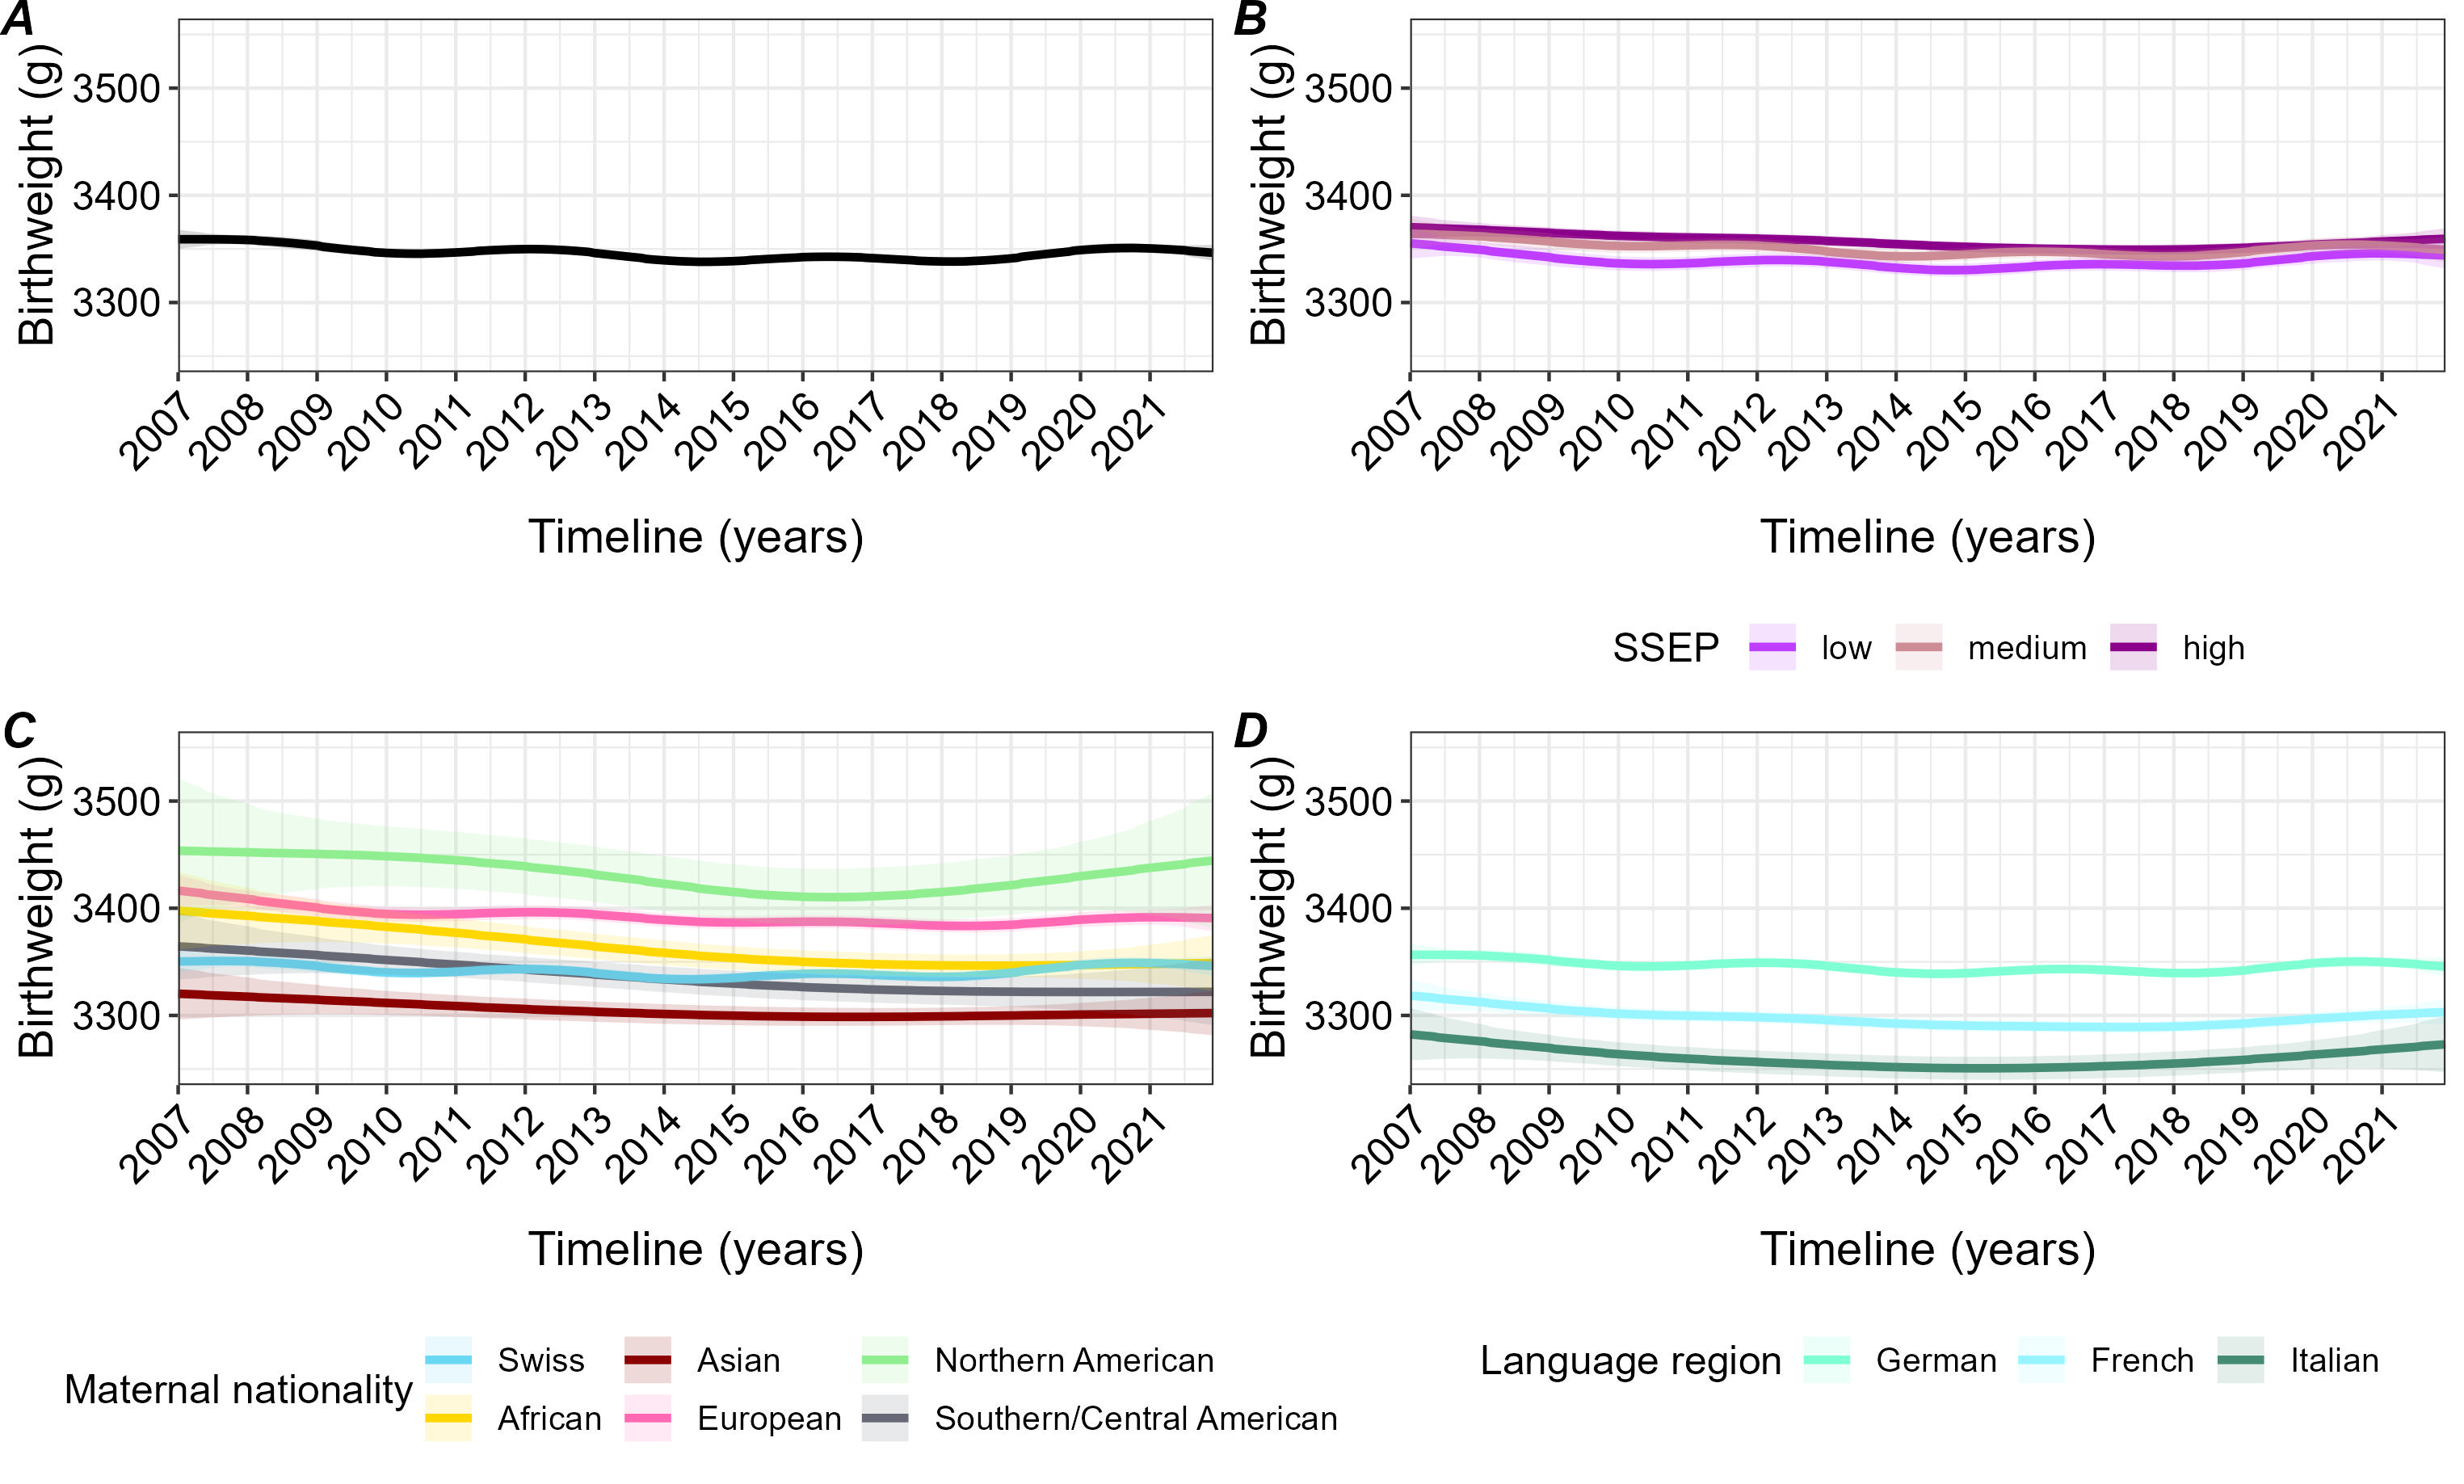 A
Birthweight (g)
3500
3400
3300
2007 2008 2009 2010 2011 2012 2013 2014 2015 2016 2017 2018 2019 2020 2021
Timeline (years)
B
Birthweight (g)
3500
3400
3300
2007 2008 2009 2010 2011 2012 2013 2014 2015 2016 2017 2018 2019 2020 2021
Timeline (years)
SSEP low medium high
C
Birthweight (g)
3500
3400
3300
2007 2008 2009 2010 2011 2012 2013 2014 2015 2016 2017 2018 2019 2020 2021
Timeline (years)
Maternal nationality
Swiss Asian Northern American
African European Southern/Central American
D
Birthweight (g)
3500
3400
3300
2007 2008 2009 2010 2011 2012 2013 2014 2015 2016 2017 2018 2019 2020 2021
Timeline (years)
Language region German French Italian